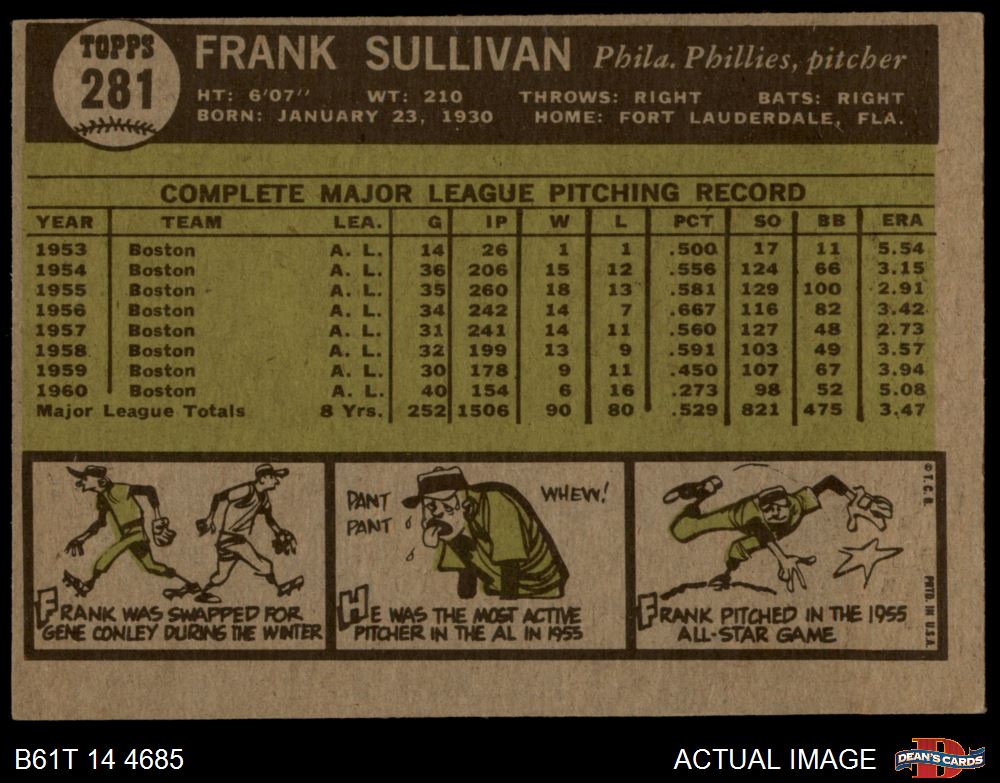 TOPPS
281
FRANK SULLIVAN Phila. Phillies, pitcher
HT: 6'07" WT: 210 THROWS: RIGHT BATS: RIGHT
BORN: JANUARY 23, 1930 HOME: FORT LAUDERDALE, FLA.
COMPLETE MAJOR LEAGUE PITCHING RECORD
YEAR TEAM LEA. G IP W L PCT SO BB ERA
1953 Boston A. L. 14 26 1 1 .500 17 11 5.54
1954 Boston A. L. 36 206 15 12 .556 124 66 3.15
1955 Boston A. L. 35 260 18 13 .581 129 100 2.91
1956 Boston A. L. 34 242 14 7 .667 116 82 3.42
1957 Boston A. L. 31 241 14 11 .560 127 48 2.73
1958 Boston A. L. 32 199 13 9 .591 103 49 3.57
1959 Boston A. L. 30 178 9 11 .450 107 67 3.94
1960 Boston A. L. 40 154 6 16 .273 98 52 5.08
Major League Totals 8 Yrs. 252 1506 90 80 .529 821 475 3.47
FRANK WAS SWAPPED FOR
GENE CONLEY DURING THE WINTER
PANT
PANT
WHEW!
HE WAS THE MOST ACTIVE
PITCHER IN THE AL IN 1955
FRANK PITCHED IN THE 1955
ALL-STAR GAME
© T.C.G.
PRTD. IN U.S.A.
B61T 14 4685
ACTUAL IMAGE
DEAN'S CARDS